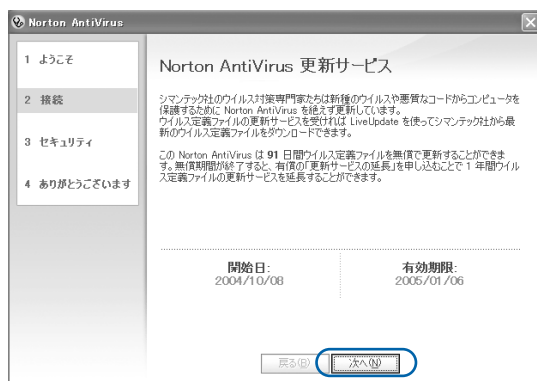 Norton AntiVirus
1 ようこそ
2 接続
3 セキュリティ
4 ありがとうございます
Norton AntiVirus 更新サービス
シマンテック社のウイルス対策専門家たちは新種のウイルスや悪質なコードからコンピュータを
保護するために Norton AntiVirus を絶えず更新しています。
ウイルス定義ファイルの更新サービスを受ければ LiveUpdate を使ってシマンテック社から最
新のウイルス定義ファイルをダウンロードできます。
この Norton AntiVirus は 91 日間ウイルス定義ファイルを無償で更新することができま
す。無償期間が終了すると、有償の「更新サービスの延長」を申し込むことで 1 年間ウイル
ス定義ファイルの更新サービスを延長することができます。
開始日:
2004/10/08
有効期限:
2005/01/06
戻る(B)
次へ(N)